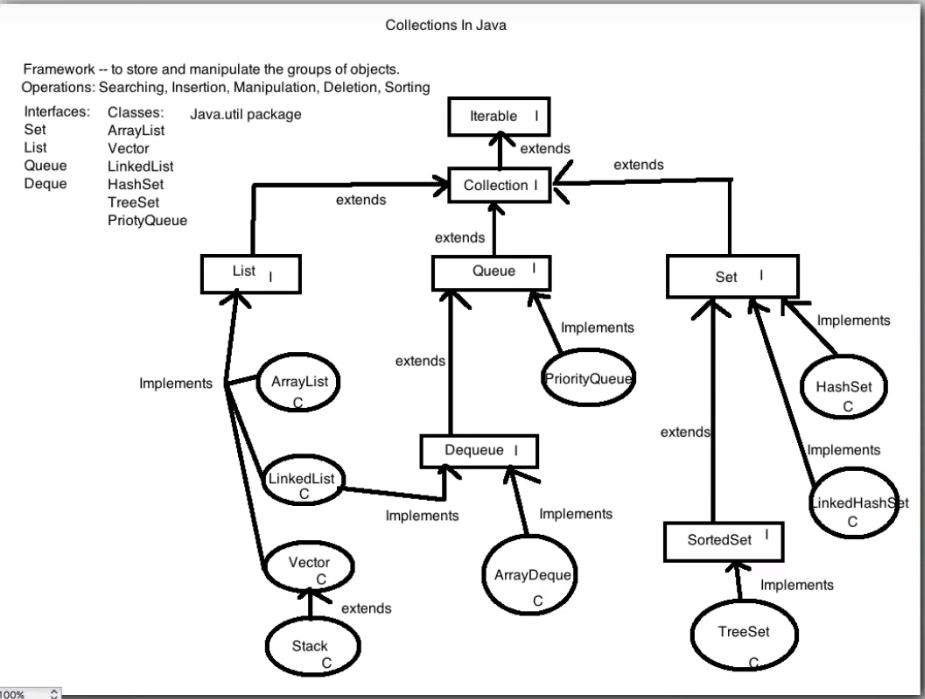 Collections In Java
Framework -- to store and manipulate the groups of objects.
Operations: Searching, Insertion, Manipulation, Deletion, Sorting
Interfaces: Classes: Java.util package
Set ArrayList
List Vector
Queue LinkedList
Deque HashSet
TreeSet
PriotyQueue
Iterable I
extends
Collection I
extends
extends
extends
List I
Queue I
Set I
Implements
Implements
extends
Implements
ArrayList
C
PriorityQueue
HashSet
C
extends
Dequeue I
Implements
LinkedList
C
LinkedHashSet
C
Implements
Implements
SortedSet I
Vector
C
ArrayDeque
C
Implements
extends
Stack
C
TreeSet
C
100%